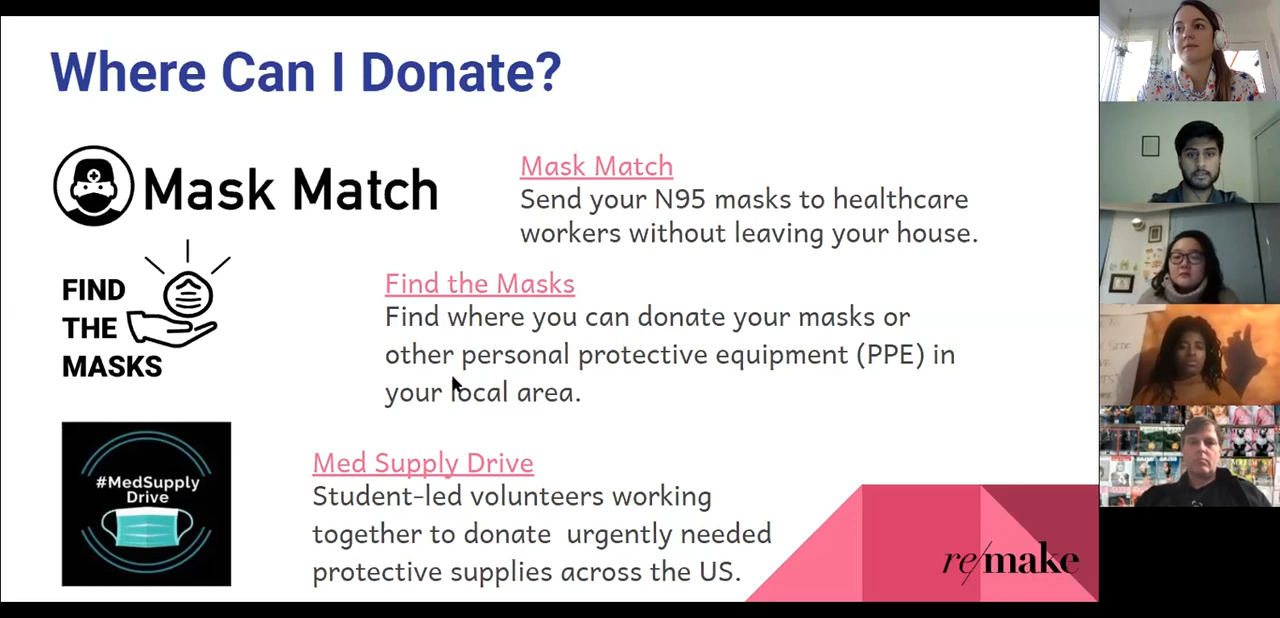 Where Can I Donate?
Mask Match
Mask Match
Send your N95 masks to healthcare
workers without leaving your house.
FIND
THE
MASKS
Find the Masks
Find where you can donate your masks or
other personal protective equipment (PPE) in
your local area.
#MedSupply
Drive
Med Supply Drive
Student-led volunteers working
together to donate urgently needed
protective supplies across the US.
re/make